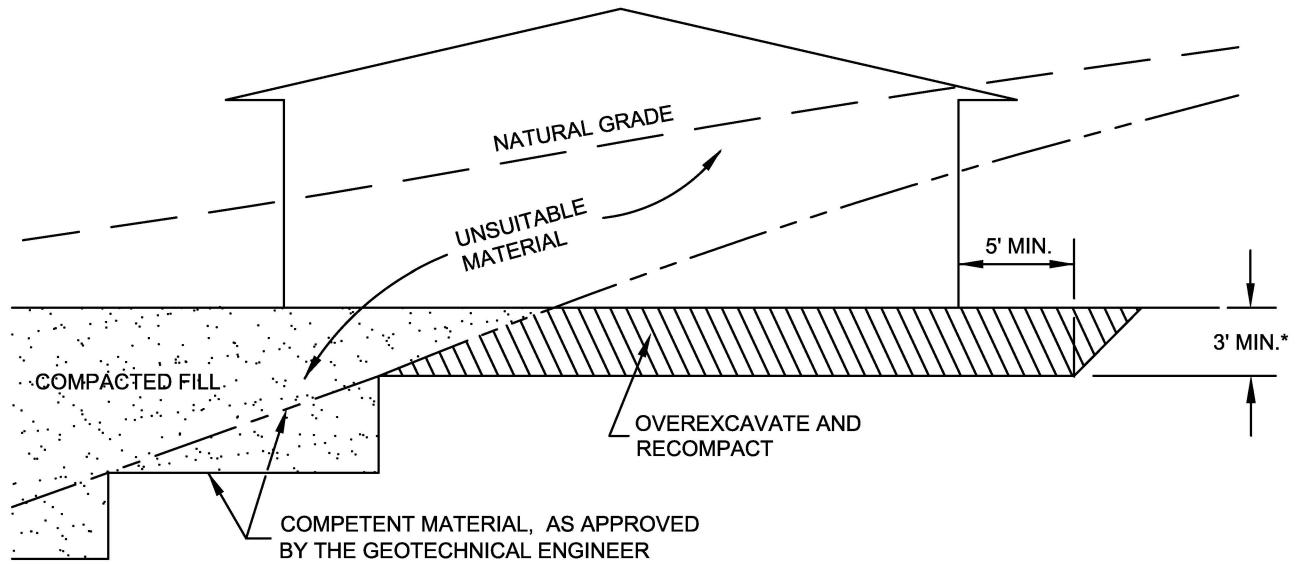 NATURAL GRADE
UNSUITABLE
MATERIAL
5' MIN.
3' MIN.*
COMPACTED FILL
OVEREXCAVATE AND
RECOMPACT
COMPETENT MATERIAL, AS APPROVED
BY THE GEOTECHNICAL ENGINEER